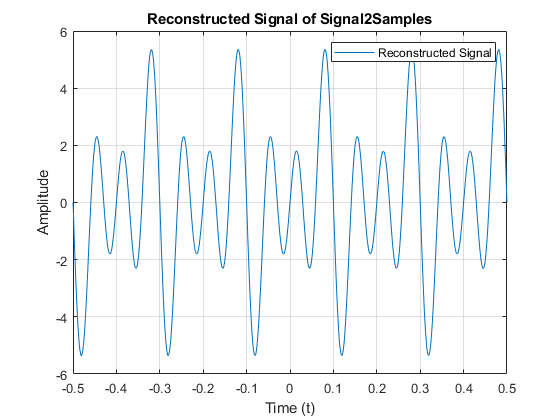 Reconstructed Signal of Signal2Samples
Reconstructed Signal
6
4
2
0
-2
-4
-6
Amplitude
-0.5 -0.4 -0.3 -0.2 -0.1 0 0.1 0.2 0.3 0.4 0.5
Time (t)